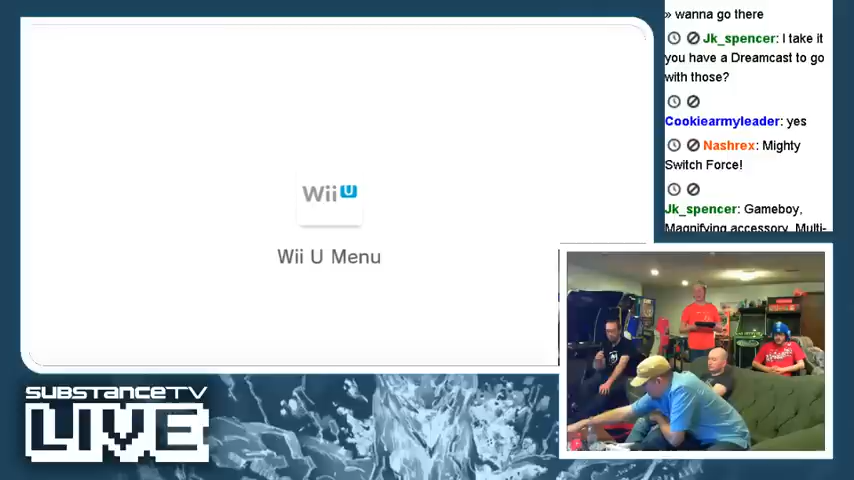 » wanna go there
Jk_spencer: I take it
you have a Dreamcast to go
with those?
Cookiearmyleader: yes
Nashrex: Mighty
Switch Force!
Jk_spencer: Gameboy,
Magnifying accessory, Multi-
Wii U
Wii U Menu
SUBSTANCETV
LIVE